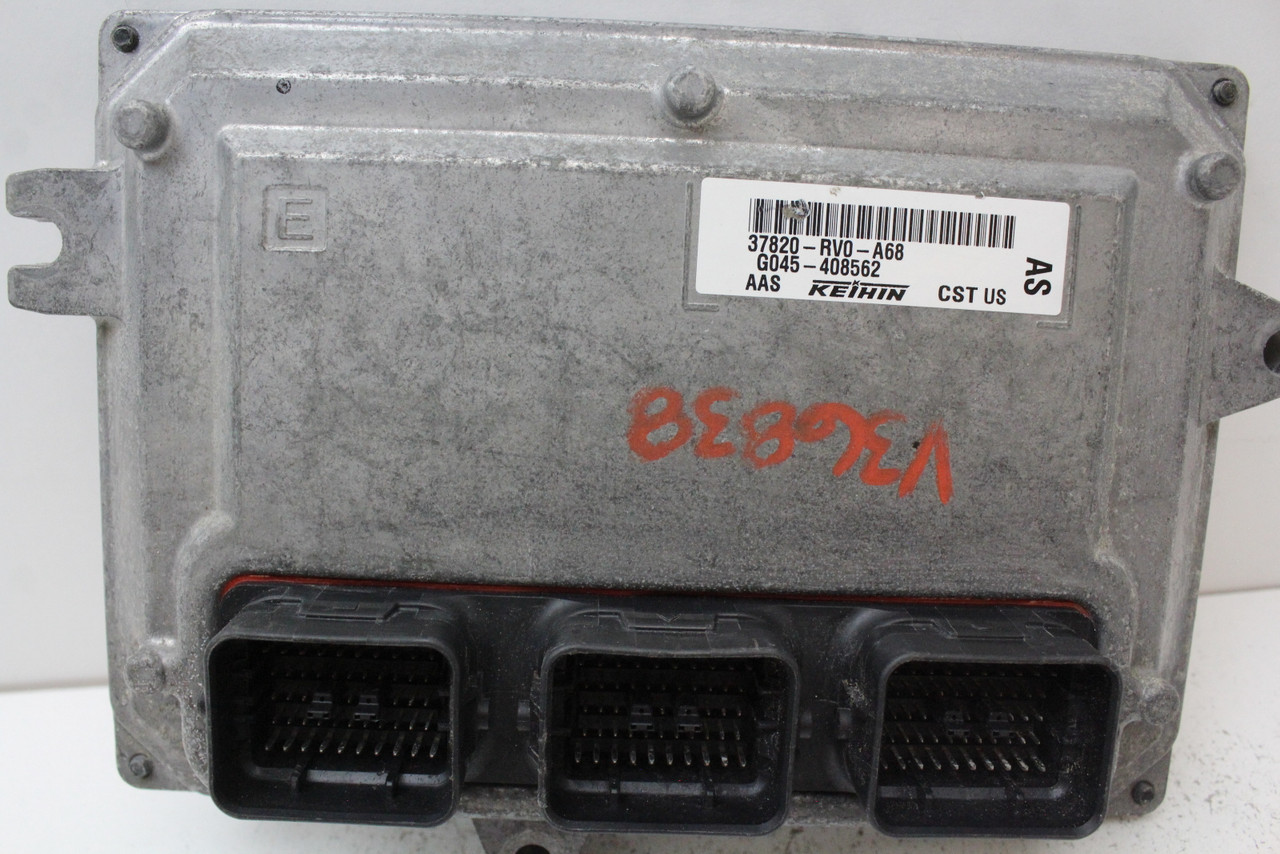 E
37820-RV0-A68
G045-408562
AAS KEIHIN CST US
AS
V36838